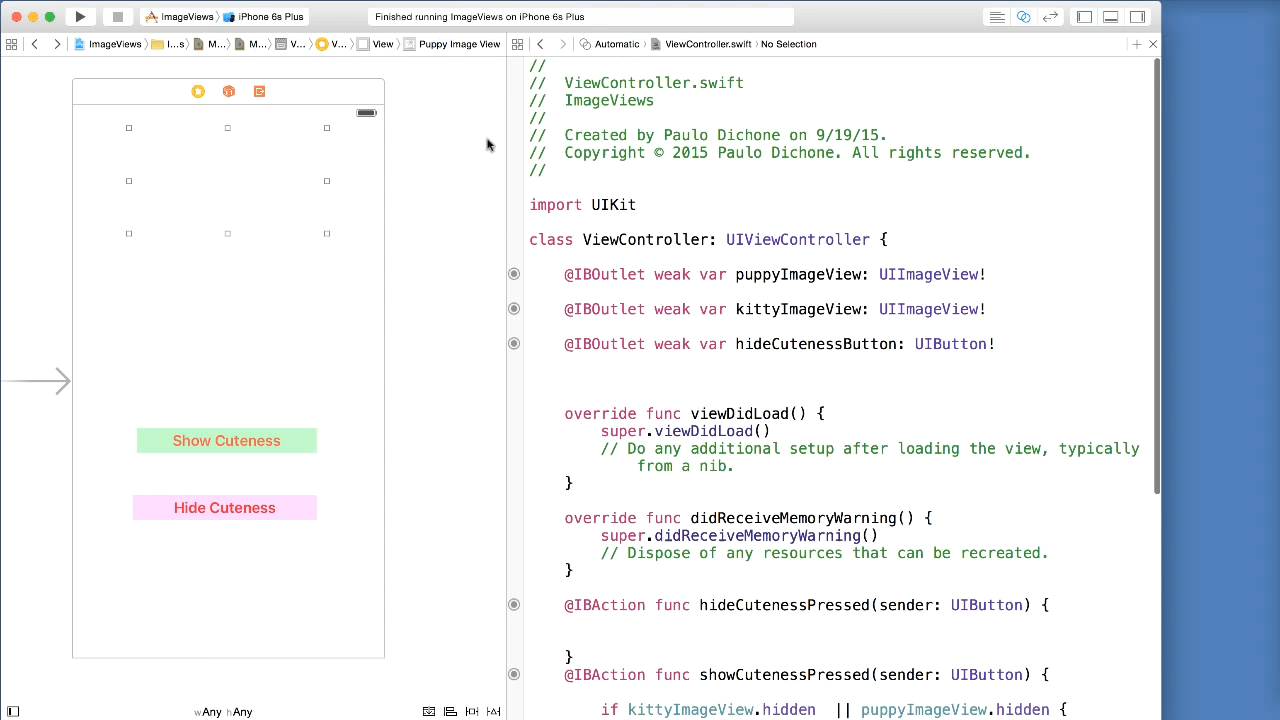 ImageViews 〉 iPhone 6s Plus
Finished running ImageViews on iPhone 6s Plus
ImageViews 〉 I...s 〉 M... 〉 M... 〉 V... 〉 V... 〉 View 〉 Puppy Image View
Automatic 〉 ViewController.swift 〉 No Selection
Show Cuteness
Hide Cuteness
wAny hAny
//
//  ViewController.swift
//  ImageViews
//
//  Created by Paulo Dichone on 9/19/15.
//  Copyright © 2015 Paulo Dichone. All rights reserved.
//
import UIKit
class ViewController: UIViewController {
@IBOutlet weak var puppyImageView: UIImageView!
@IBOutlet weak var kittyImageView: UIImageView!
@IBOutlet weak var hideCutenessButton: UIButton!
override func viewDidLoad() {
super.viewDidLoad()
// Do any additional setup after loading the view, typically
from a nib.
}
override func didReceiveMemoryWarning() {
super.didReceiveMemoryWarning()
// Dispose of any resources that can be recreated.
}
@IBAction func hideCutenessPressed(sender: UIButton) {
}
@IBAction func showCutenessPressed(sender: UIButton) {
if kittyImageView.hidden  || puppyImageView.hidden {